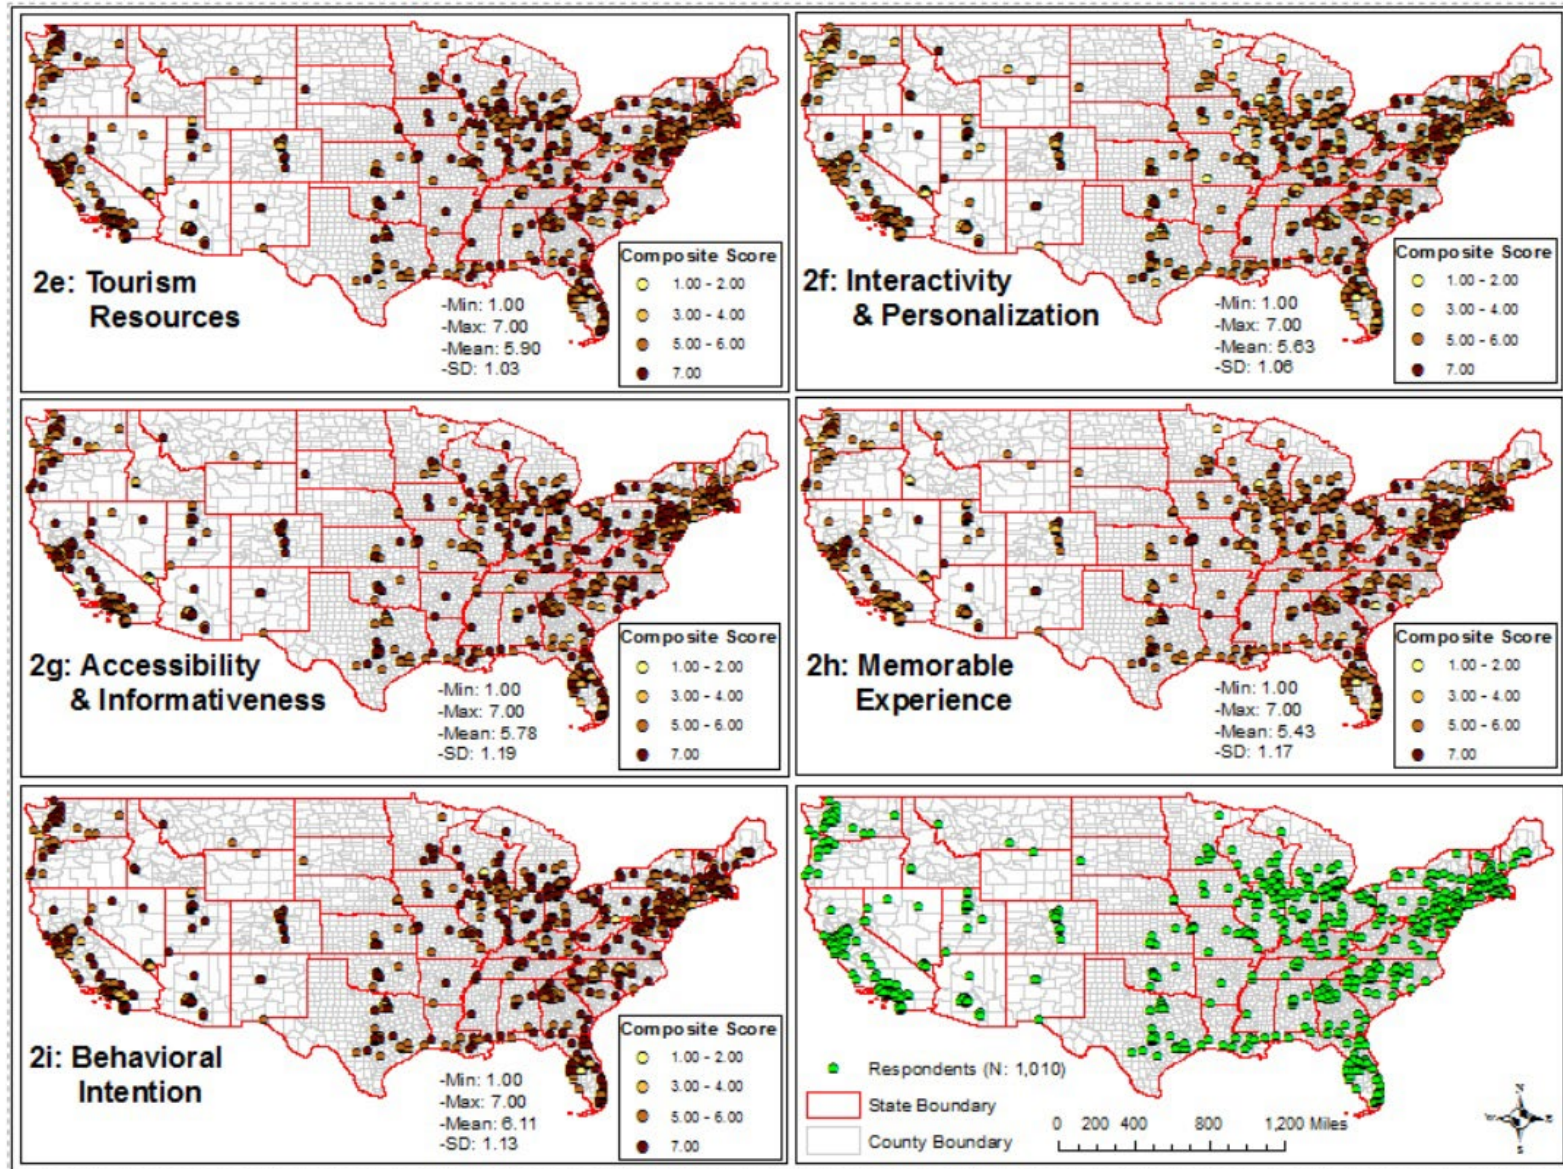 2e: Tourism
Resources
-Min: 1.00
-Max: 7.00
-Mean: 5.90
-SD: 1.03
Composite Score
1.00 - 2.00
3.00 - 4.00
5.00 - 6.00
7.00
2f: Interactivity
& Personalization
-Min: 1.00
-Max: 7.00
-Mean: 5.63
-SD: 1.06
Composite Score
1.00 - 2.00
3.00 - 4.00
5.00 - 6.00
7.00
2g: Accessibility
& Informativeness
-Min: 1.00
-Max: 7.00
-Mean: 5.78
-SD: 1.19
Composite Score
1.00 - 2.00
3.00 - 4.00
5.00 - 6.00
7.00
2h: Memorable
Experience
-Min: 1.00
-Max: 7.00
-Mean: 5.43
-SD: 1.17
Composite Score
1.00 - 2.00
3.00 - 4.00
5.00 - 6.00
7.00
2i: Behavioral
Intention
-Min: 1.00
-Max: 7.00
-Mean: 6.11
-SD: 1.13
Composite Score
1.00 - 2.00
3.00 - 4.00
5.00 - 6.00
7.00
Respondents (N: 1,010)
State Boundary
County Boundary
0 200 400 800 1,200 Miles
N
W E
S